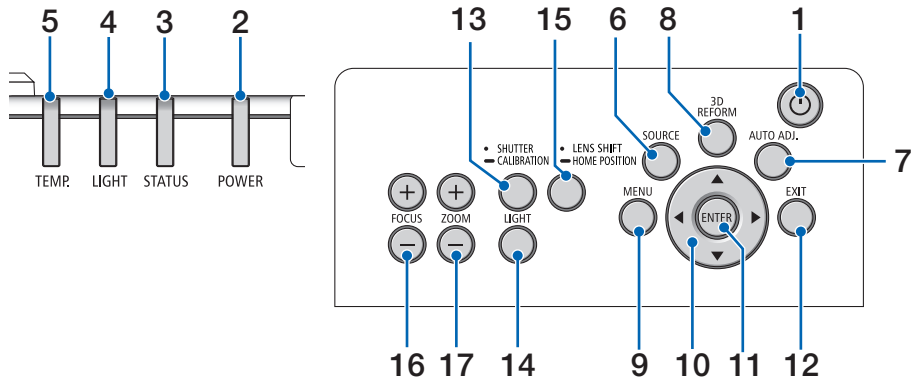 5 4 3 2
13 15 6 8 1
TEMP. LIGHT STATUS POWER
3D
REFORM
• SHUTTER
CALIBRATION
• LENS SHIFT
HOME POSITION
SOURCE
AUTO ADJ.
7
MENU
EXIT
ENTER
FOCUS
ZOOM
LIGHT
16 17 14 9 10 11 12